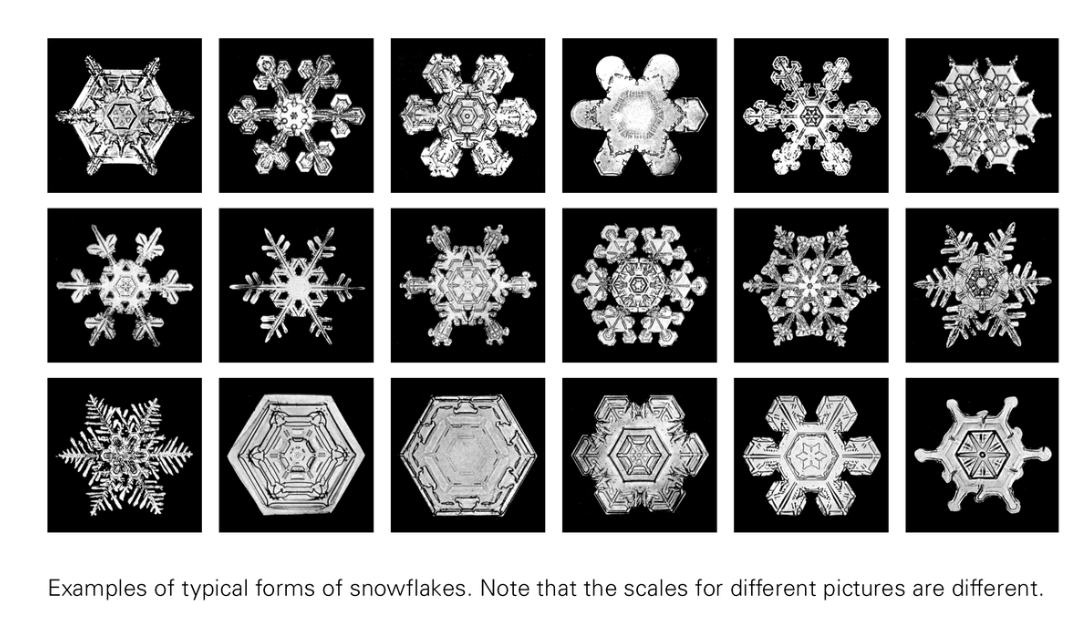 Examples of typical forms of snowflakes. Note that the scales for different pictures are different.